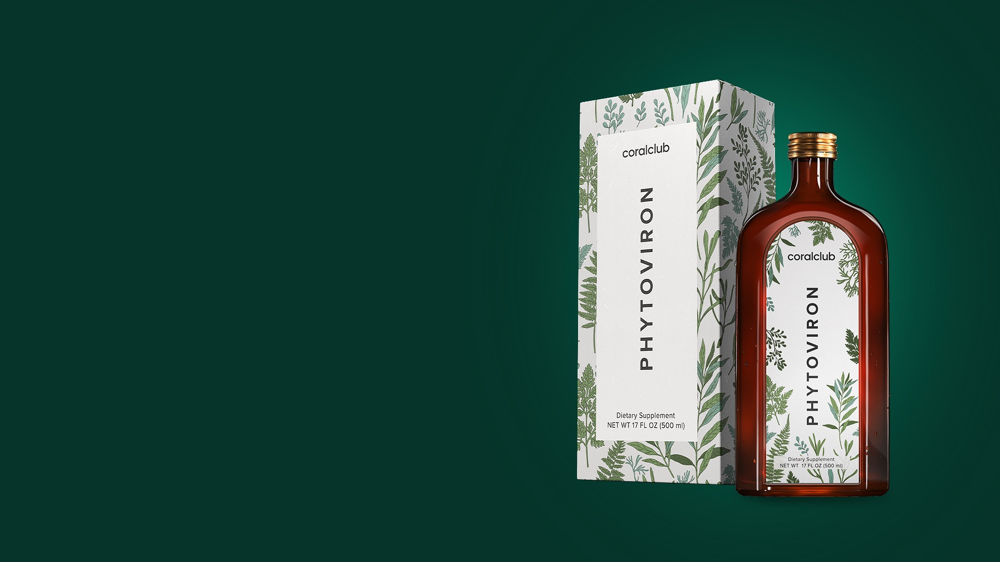 coralclub
PHYTOVIRON
Dietary Supplement
NET WT 17 FL OZ (500 ml)
coralclub
PHYTOVIRON
Dietary Supplement
NET WT 17 FL OZ (500 ml)